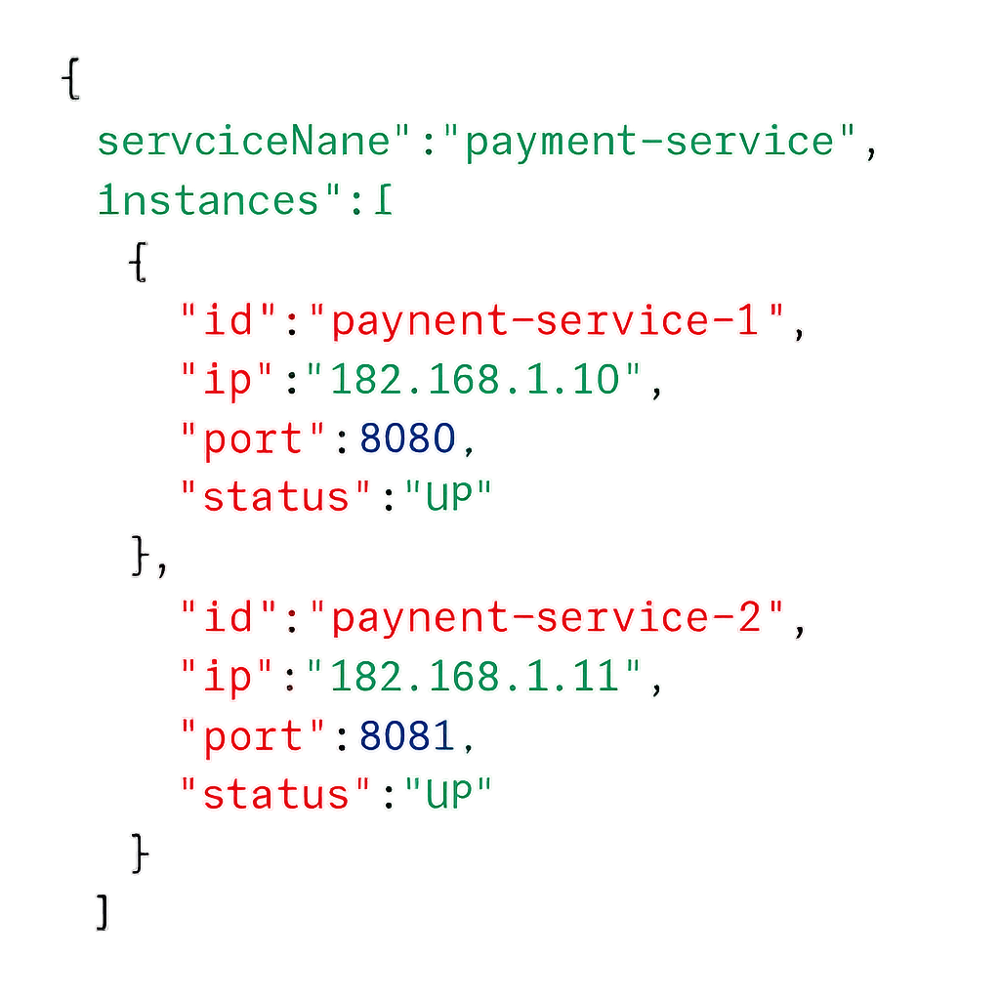 {
servciceNane":"payment-service",
instances":[
{
"id":"paynent-service-1",
"ip":"182.168.1.10",
"port":8080,
"status":"UP"
},
"id":"paynent-service-2",
"ip":"182.168.1.11",
"port":8081,
"status":"UP"
}
]